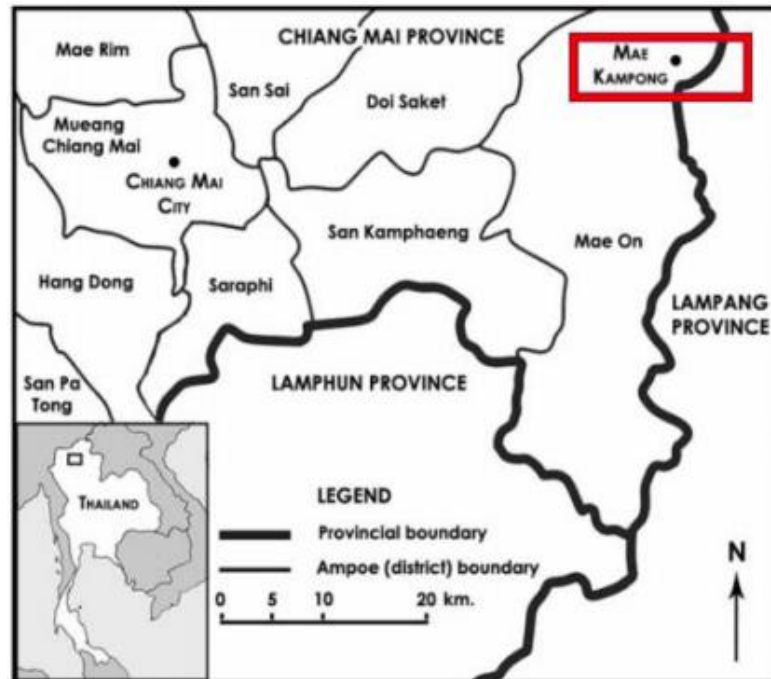 CHIANG MAI PROVINCE
Mae Rim
San Sai
Doi Saket
MAE
KAMPONG
Mueang
Chiang Mai
CHIANG MAI
CITY
San Kamphaeng
Mae On
Hang Dong
Saraphi
LAMPANG
PROVINCE
San Pa
Tong
LAMPHUN PROVINCE
THAILAND
LEGEND
Provincial boundary
Ampoe (district) boundary
0 5 10 20 km.
N